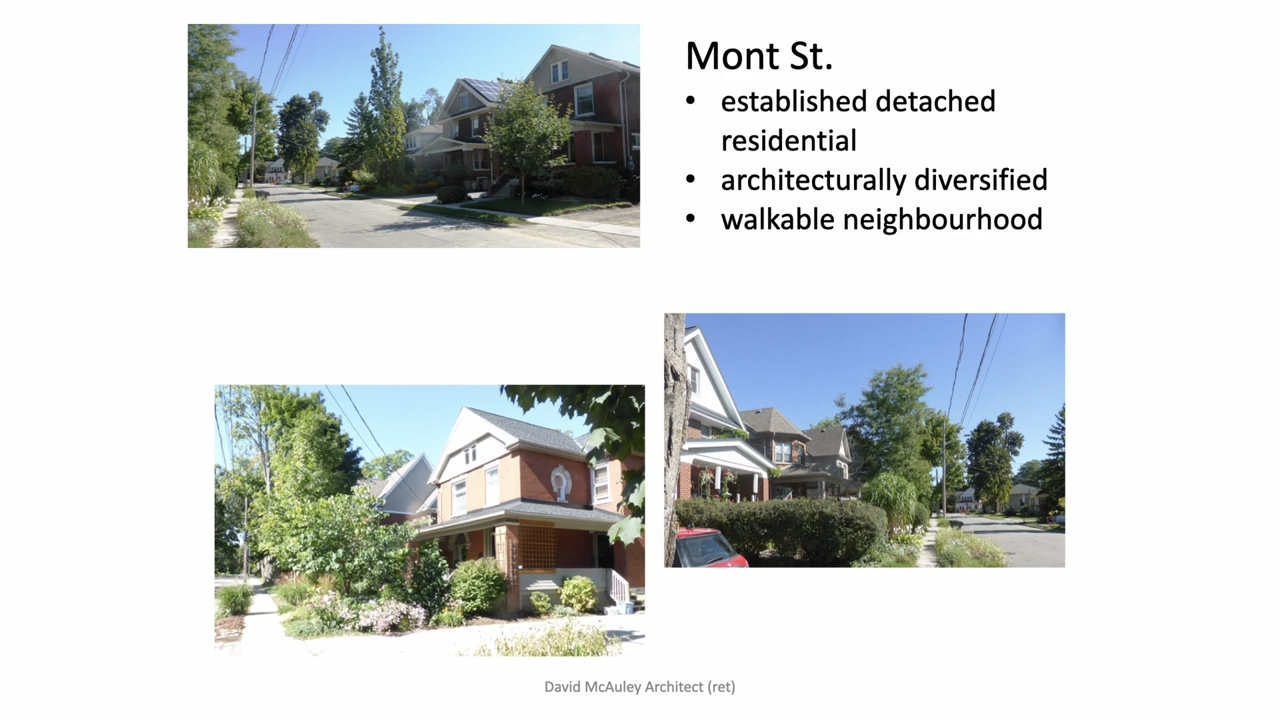 Mont St.
• established detached
residential
• architecturally diversified
• walkable neighbourhood
David McAuley Architect (ret)